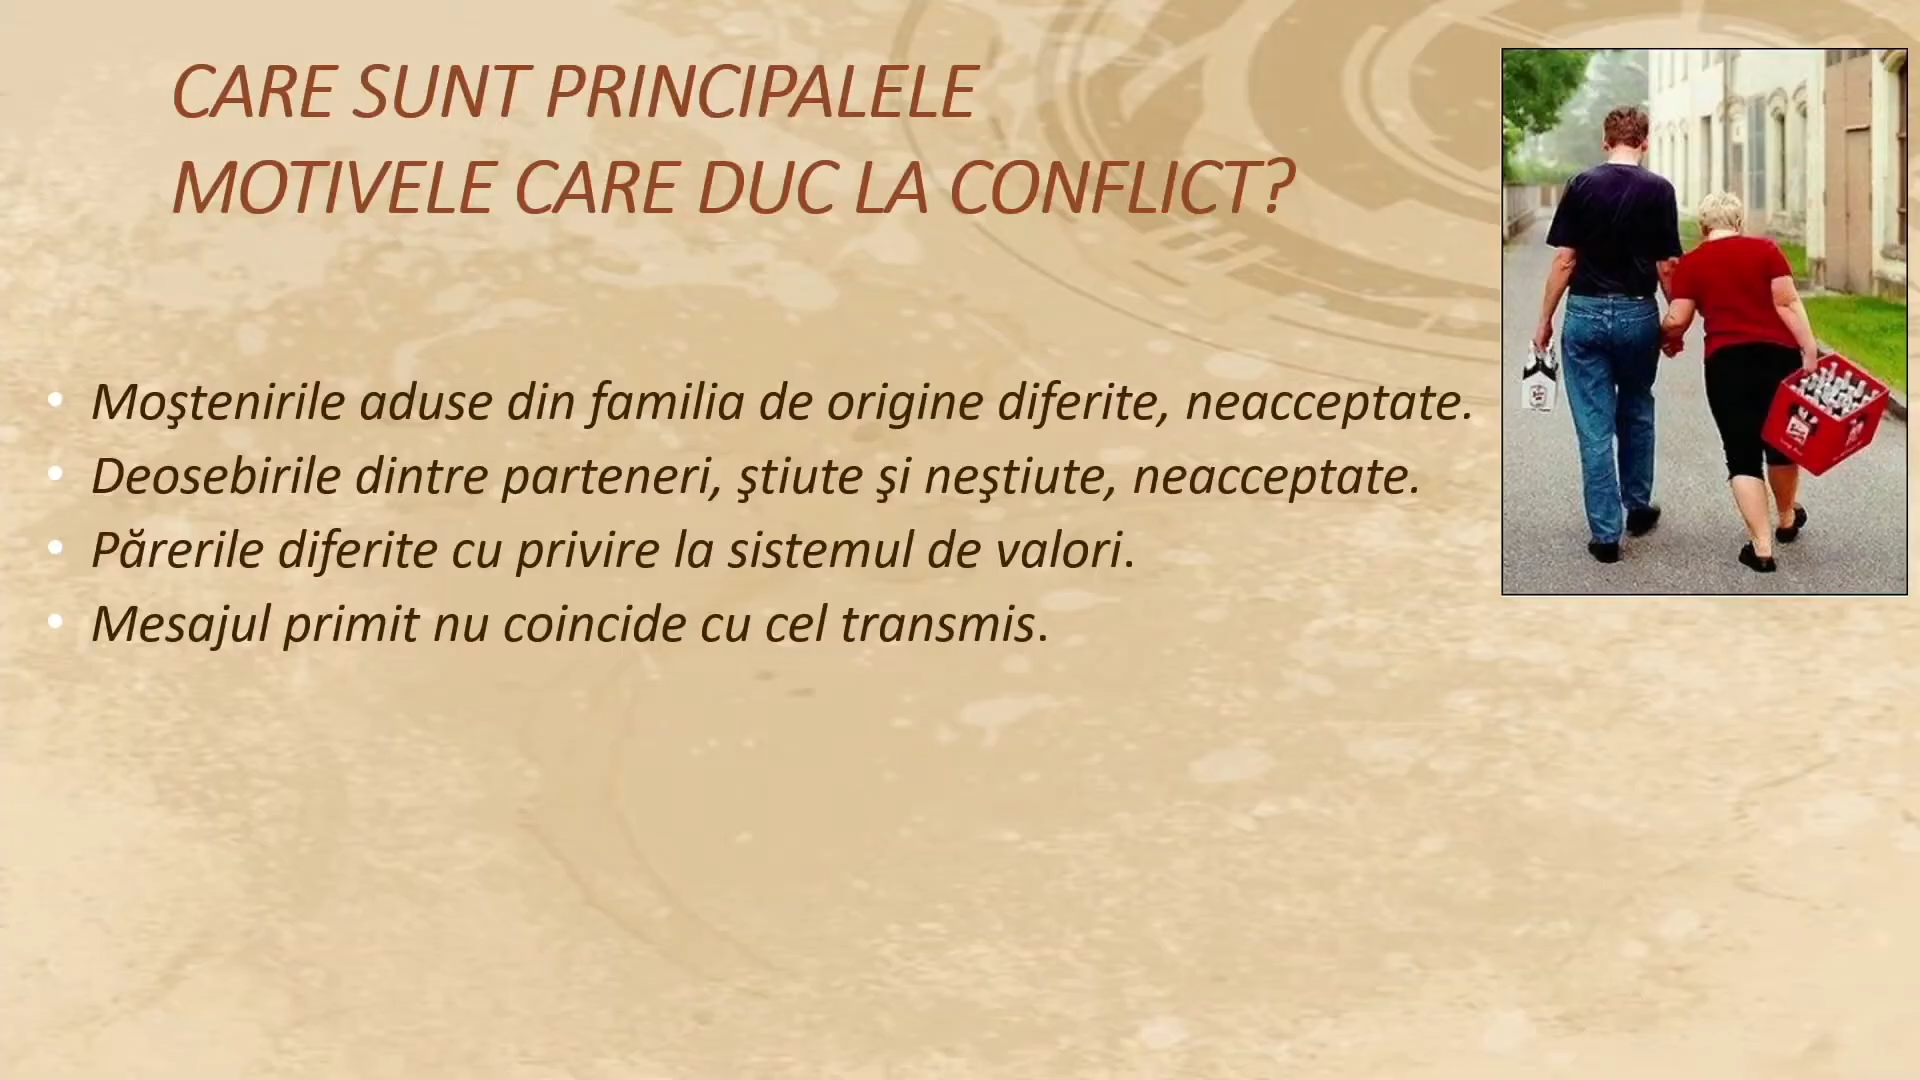 CARE SUNT PRINCIPALELE
MOTIVELE CARE DUC LA CONFLICT?
• Moştenirile aduse din familia de origine diferite, neacceptate.
• Deosebirile dintre parteneri, ştiute şi neştiute, neacceptate.
• Părerile diferite cu privire la sistemul de valori.
• Mesajul primit nu coincide cu cel transmis.